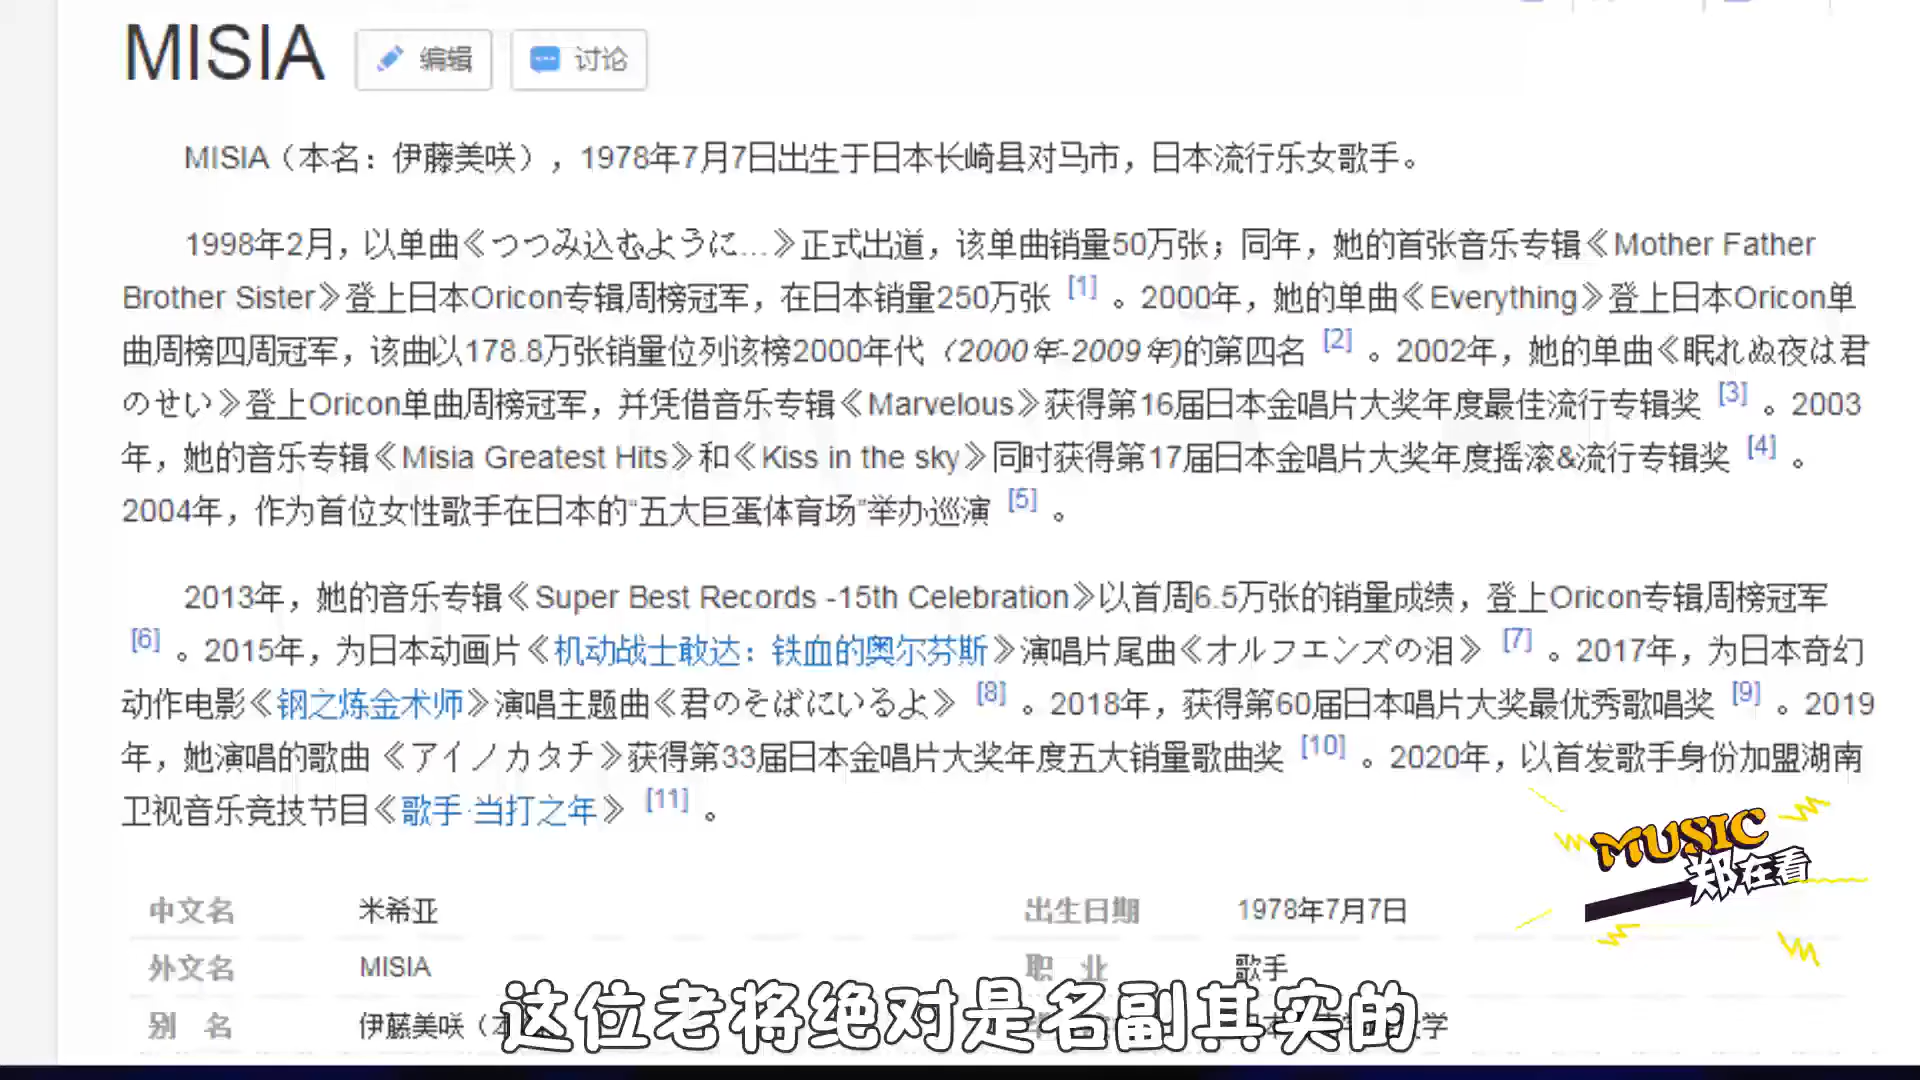 MISIA 编辑 讨论
MISIA（本名：伊藤美咲），1978年7月7日出生于日本长崎县对马市，日本流行乐女歌手。
1998年2月，以单曲《つつみ込むように...》正式出道，该单曲销量50万张；同年，她的首张音乐专辑《Mother Father
Brother Sister》登上日本Oricon专辑周榜冠军，在日本销量250万张 [1] 。2000年，她的单曲《Everything》登上日本Oricon单
曲周榜四周冠军，该曲以178.8万张销量位列该榜2000年代（2000年-2009年)的第四名 [2] 。2002年，她的单曲《眠れぬ夜は君
のせい》登上Oricon单曲周榜冠军，并凭借音乐专辑《Marvelous》获得第16届日本金唱片大奖年度最佳流行专辑奖 [3] 。2003
年，她的音乐专辑《Misia Greatest Hits》和《Kiss in the sky》同时获得第17届日本金唱片大奖年度摇滚&流行专辑奖 [4] 。
2004年，作为首位女性歌手在日本的“五大巨蛋体育场”举办巡演 [5] 。
2013年，她的音乐专辑《Super Best Records -15th Celebration》以首周6.5万张的销量成绩，登上Oricon专辑周榜冠军
[6] 。2015年，为日本动画片《机动战士敢达：铁血的奥尔芬斯》演唱片尾曲《オルフェンズの泪》 [7] 。2017年，为日本奇幻
动作电影《钢之炼金术师》演唱主题曲《君のそばにいるよ》 [8] 。2018年，获得第60届日本唱片大奖最优秀歌唱奖 [9] 。2019
年，她演唱的歌曲《アイノカタチ》获得第33届日本金唱片大奖年度五大销量歌曲奖 [10] 。2020年，以首发歌手身份加盟湖南
卫视音乐竞技节目《歌手·当打之年》 [11] 。
MUSIC
郑在看
中文名 米希亚 出生日期 1978年7月7日
外文名 MISIA 职 业 歌手
别 名 伊藤美咲（
这位老将绝对是名副其实的